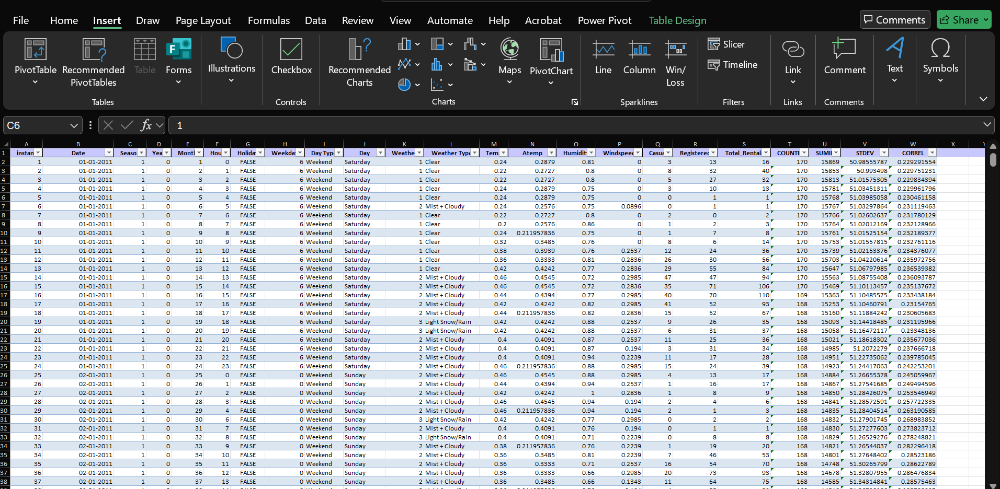 File Home Insert Draw Page Layout Formulas Data Review View Automate Help Acrobat Power Pivot Table Design Comments Share
PivotTable Recommended PivotTables Table Forms Illustrations Checkbox Recommended Charts Maps PivotChart Line Column Win/ Loss Slicer Timeline Link Comment Text Symbols
Tables Controls Charts Sparklines Filters Links Comments
C6 fx 1
A B C D E F G H I J K L M N O P Q R S T U V W X
1 instan Date Seaso Yea Month Hou Holida Weekda Day Type Day Weathe Weather Type Tem Atemp Humidit Windspee Casua Registered Total_Rental COUNTI SUMI STDEV CORREL
2 1 01-01-2011 1 0 1 0 FALSE 6 Weekend Saturday 1 Clear 0.24 0.2879 0.81 0 3 13 16 170 15869 50.98555787 0.229291554
3 2 01-01-2011 1 0 2 1 FALSE 6 Weekend Saturday 1 Clear 0.22 0.2727 0.8 0 8 32 40 170 15853 50.993498 0.229751231
4 3 01-01-2011 1 0 3 2 FALSE 6 Weekend Saturday 1 Clear 0.22 0.2727 0.8 0 5 27 32 170 15813 51.01575305 0.229834394
5 4 01-01-2011 1 0 4 3 FALSE 6 Weekend Saturday 1 Clear 0.24 0.2879 0.75 0 3 10 13 170 15781 51.03451311 0.229961796
6 5 01-01-2011 1 0 5 4 FALSE 6 Weekend Saturday 1 Clear 0.24 0.2879 0.75 0 0 1 1 170 15768 51.03985058 0.230461158
7 6 01-01-2011 1 0 6 5 FALSE 6 Weekend Saturday 2 Mist + Cloudy 0.24 0.2576 0.75 0.0896 0 1 1 170 15767 51.03297864 0.231119463
8 7 01-01-2011 1 0 7 6 FALSE 6 Weekend Saturday 1 Clear 0.22 0.2727 0.8 0 2 0 2 170 15766 51.02602637 0.231780129
9 8 01-01-2011 1 0 8 7 FALSE 6 Weekend Saturday 1 Clear 0.2 0.2576 0.86 0 1 2 3 170 15764 51.02012169 0.232128966
10 9 01-01-2011 1 0 9 8 FALSE 6 Weekend Saturday 1 Clear 0.24 0.211957836 0.75 0 1 7 8 170 15761 51.01525154 0.232189377
11 10 01-01-2011 1 0 10 9 FALSE 6 Weekend Saturday 1 Clear 0.32 0.3485 0.76 0 8 6 14 170 15753 51.01557815 0.232761116
12 11 01-01-2011 1 0 11 10 FALSE 6 Weekend Saturday 1 Clear 0.38 0.3939 0.76 0.2537 12 24 36 170 15739 51.02153376 0.234376077
13 12 01-01-2011 1 0 12 11 FALSE 6 Weekend Saturday 1 Clear 0.36 0.3333 0.81 0.2836 26 30 56 170 15703 51.04220614 0.235972756
14 13 01-01-2011 1 0 13 12 FALSE 6 Weekend Saturday 1 Clear 0.42 0.4242 0.77 0.2836 29 55 84 170 15647 51.06797985 0.236539382
15 14 01-01-2011 1 0 14 13 FALSE 6 Weekend Saturday 2 Mist + Cloudy 0.46 0.4545 0.72 0.2985 47 47 94 170 15563 51.08755408 0.236093787
16 15 01-01-2011 1 0 15 14 FALSE 6 Weekend Saturday 2 Mist + Cloudy 0.46 0.4545 0.72 0.2836 35 71 106 170 15469 51.10113457 0.235137672
17 16 01-01-2011 1 0 16 15 FALSE 6 Weekend Saturday 2 Mist + Cloudy 0.44 0.4394 0.77 0.2985 40 70 110 169 15363 51.10485575 0.233438184
18 17 01-01-2011 1 0 17 16 FALSE 6 Weekend Saturday 2 Mist + Cloudy 0.42 0.4242 0.82 0.2985 41 52 93 168 15253 51.10460791 0.23154765
19 18 01-01-2011 1 0 18 17 FALSE 6 Weekend Saturday 2 Mist + Cloudy 0.44 0.211957836 0.82 0.2836 15 52 67 168 15160 51.11884242 0.230605683
20 19 01-01-2011 1 0 19 18 FALSE 6 Weekend Saturday 3 Light Snow/Rain 0.42 0.4242 0.88 0.2537 9 26 35 168 15093 51.14418485 0.231195966
21 20 01-01-2011 1 0 20 19 FALSE 6 Weekend Saturday 3 Light Snow/Rain 0.42 0.4242 0.88 0.2537 6 31 37 168 15058 51.16472117 0.23348136
22 21 01-01-2011 1 0 21 20 FALSE 6 Weekend Saturday 2 Mist + Cloudy 0.4 0.4091 0.87 0.2537 11 25 36 168 15021 51.18618302 0.235677036
23 22 01-01-2011 1 0 22 21 FALSE 6 Weekend Saturday 2 Mist + Cloudy 0.4 0.4091 0.87 0.194 3 31 34 168 14985 51.2072279 0.237666718
24 23 01-01-2011 1 0 23 22 FALSE 6 Weekend Saturday 2 Mist + Cloudy 0.4 0.4091 0.94 0.2239 11 17 28 168 14951 51.22735062 0.239785045
25 24 01-01-2011 1 0 24 23 FALSE 6 Weekend Saturday 2 Mist + Cloudy 0.46 0.211957836 0.88 0.2985 15 24 39 168 14923 51.24417063 0.242253201
26 25 02-01-2011 1 0 25 0 FALSE 0 Weekend Sunday 2 Mist + Cloudy 0.46 0.4545 0.88 0.2985 4 13 17 168 14884 51.26655378 0.245059967
27 26 02-01-2011 1 0 26 1 FALSE 0 Weekend Sunday 2 Mist + Cloudy 0.44 0.4394 0.94 0.2537 1 16 17 168 14867 51.27541685 0.249494596
28 27 02-01-2011 1 0 27 2 FALSE 0 Weekend Sunday 2 Mist + Cloudy 0.42 0.4242 1 0.2836 1 8 9 168 14850 51.28426075 0.253546949
29 28 02-01-2011 1 0 28 3 FALSE 0 Weekend Sunday 2 Mist + Cloudy 0.46 0.4545 0.94 0.194 2 4 6 168 14841 51.28572591 0.257722335
30 29 02-01-2011 1 0 29 4 FALSE 0 Weekend Sunday 2 Mist + Cloudy 0.46 0.211957836 0.94 0.194 2 1 3 168 14835 51.28404514 0.263190585
31 30 02-01-2011 1 0 30 6 FALSE 0 Weekend Sunday 3 Light Snow/Rain 0.42 0.4242 0.77 0.2985 0 2 2 168 14832 51.27901745 0.268983852
32 31 02-01-2011 1 0 31 7 FALSE 0 Weekend Sunday 2 Mist + Cloudy 0.4 0.4091 0.76 0.194 0 1 1 168 14830 51.27277603 0.273823712
33 32 02-01-2011 1 0 32 8 FALSE 0 Weekend Sunday 3 Light Snow/Rain 0.4 0.4091 0.71 0.2239 0 8 8 168 14829 51.26529276 0.278248821
34 33 02-01-2011 1 0 33 9 FALSE 0 Weekend Sunday 2 Mist + Cloudy 0.38 0.211957836 0.76 0.2239 1 19 20 168 14821 51.26544037 0.282296418
35 34 02-01-2011 1 0 34 10 FALSE 0 Weekend Sunday 2 Mist + Cloudy 0.36 0.3485 0.81 0.2239 7 46 53 168 14801 51.27648402 0.28523186
36 35 02-01-2011 1 0 35 11 FALSE 0 Weekend Sunday 2 Mist + Cloudy 0.36 0.3333 0.71 0.2537 16 54 70 168 14748 51.30265799 0.28622789
37 36 02-01-2011 1 0 36 12 FALSE 0 Weekend Sunday 2 Mist + Cloudy 0.36 0.3333 0.66 0.2985 20 73 93 168 14678 51.32807955 0.286476834
38 37 02-01-2011 1 0 37 13 FALSE 0 Weekend Sunday 2 Mist + Cloudy 0.36 0.3485 0.66 0.1343 11 64 75 168 14585 51.34314841 0.28575463